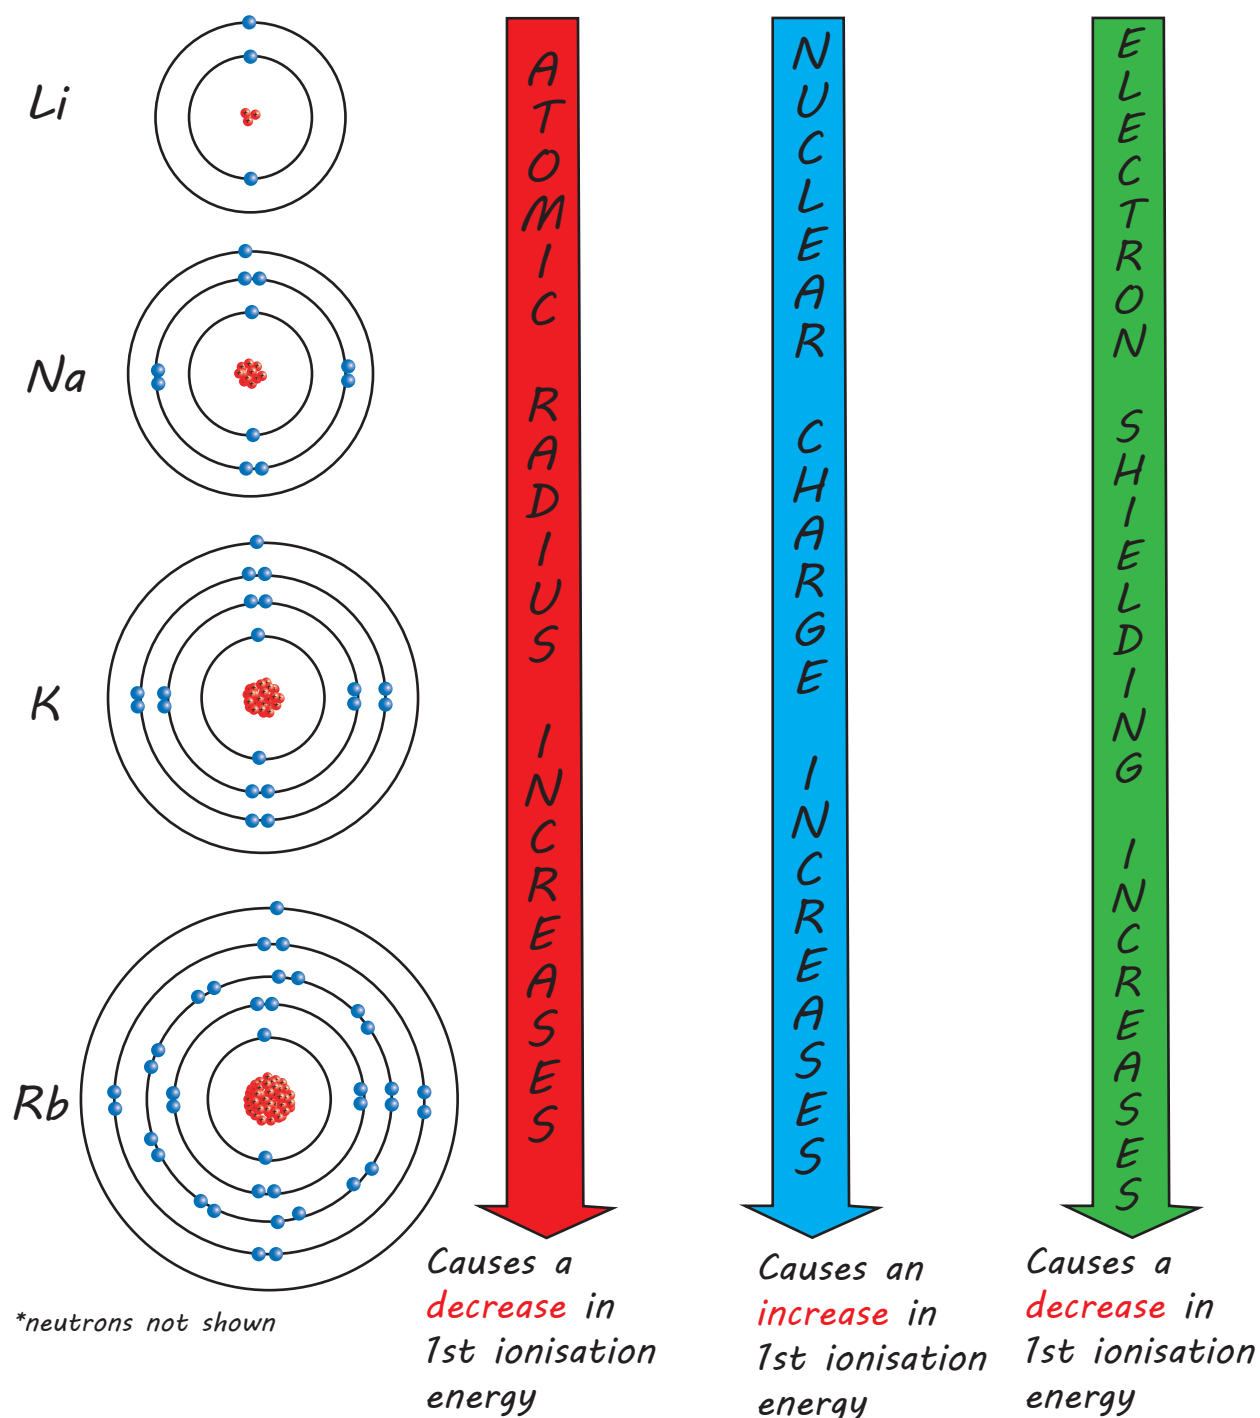 Li
Na
K
Rb
*neutrons not shown
ATOMIC RADIUS INCREASES
Causes a
decrease in
1st ionisation
energy
NUCLEAR CHARGE INCREASES
Causes an
increase in
1st ionisation
energy
ELECTRON SHIELDING INCREASES
Causes a
decrease in
1st ionisation
energy